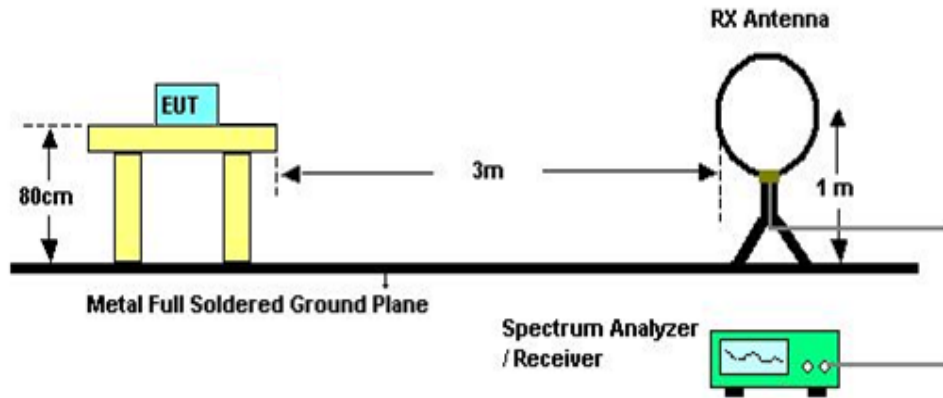 RX Antenna
EUT
3m
80cm
1 m
Metal Full Soldered Ground Plane
Spectrum Analyzer
/ Receiver